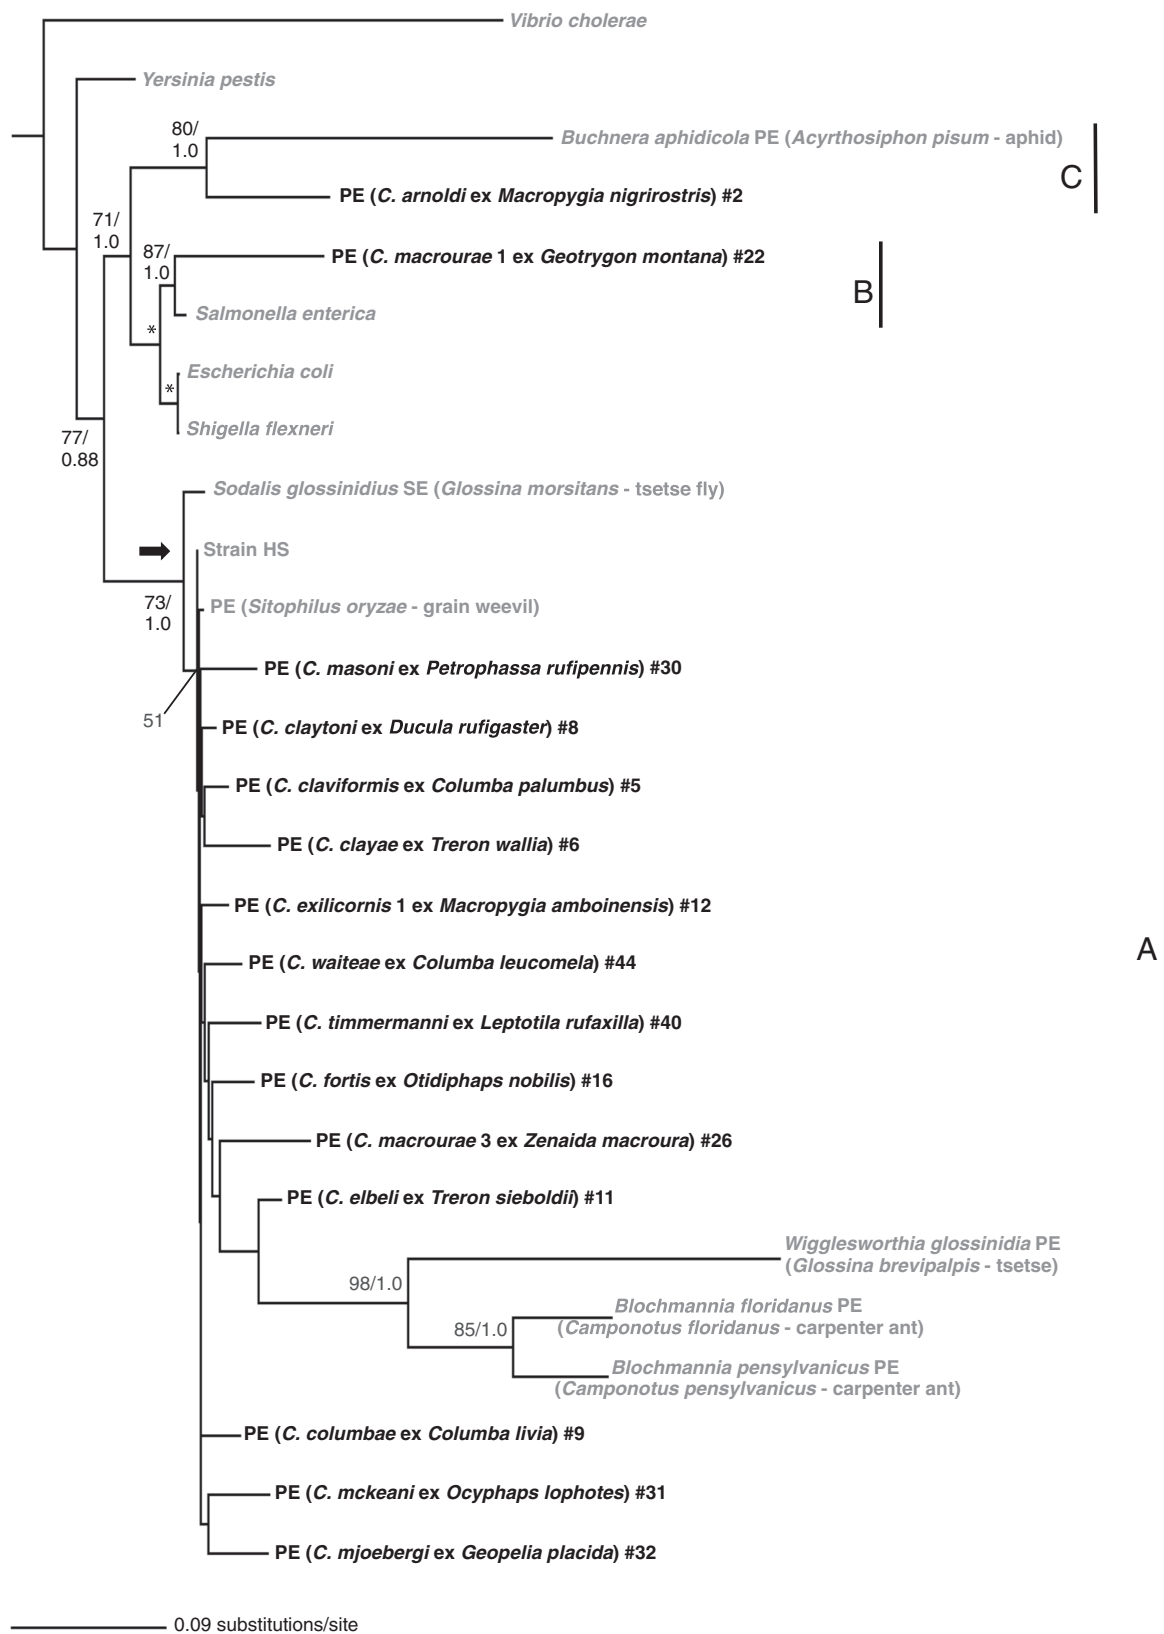 Vibrio cholerae
Yersinia pestis
80/
1.0
Buchnera aphidicola PE (Acyrthosiphon pisum - aphid)
C
PE (C. arnoldi ex Macropygia nigrirostris) #2
71/
1.0
87/
1.0
PE (C. macrourae 1 ex Geotrygon montana) #22
B
Salmonella enterica
*
Escherichia coli
*
Shigella flexneri
77/
0.88
Sodalis glossinidius SE (Glossina morsitans - tsetse fly)
Strain HS
73/
1.0
PE (Sitophilus oryzae - grain weevil)
PE (C. masoni ex Petrophassa rufipennis) #30
51
PE (C. claytoni ex Ducula rufigaster) #8
PE (C. claviformis ex Columba palumbus) #5
PE (C. clayae ex Treron wallia) #6
PE (C. exilicornis 1 ex Macropygia amboinensis) #12
A
PE (C. waiteae ex Columba leucomela) #44
PE (C. timmermanni ex Leptotila rufaxilla) #40
PE (C. fortis ex Otidiphaps nobilis) #16
PE (C. macrourae 3 ex Zenaida macroura) #26
PE (C. elbeli ex Treron sieboldii) #11
Wigglesworthia glossinidia PE
(Glossina brevipalpis - tsetse)
98/1.0
Blochmannia floridanus PE
(Camponotus floridanus - carpenter ant)
85/1.0
Blochmannia pensylvanicus PE
(Camponotus pensylvanicus - carpenter ant)
PE (C. columbae ex Columba livia) #9
PE (C. mckeani ex Ocyphaps lophotes) #31
PE (C. mjoebergi ex Geopelia placida) #32
0.09 substitutions/site